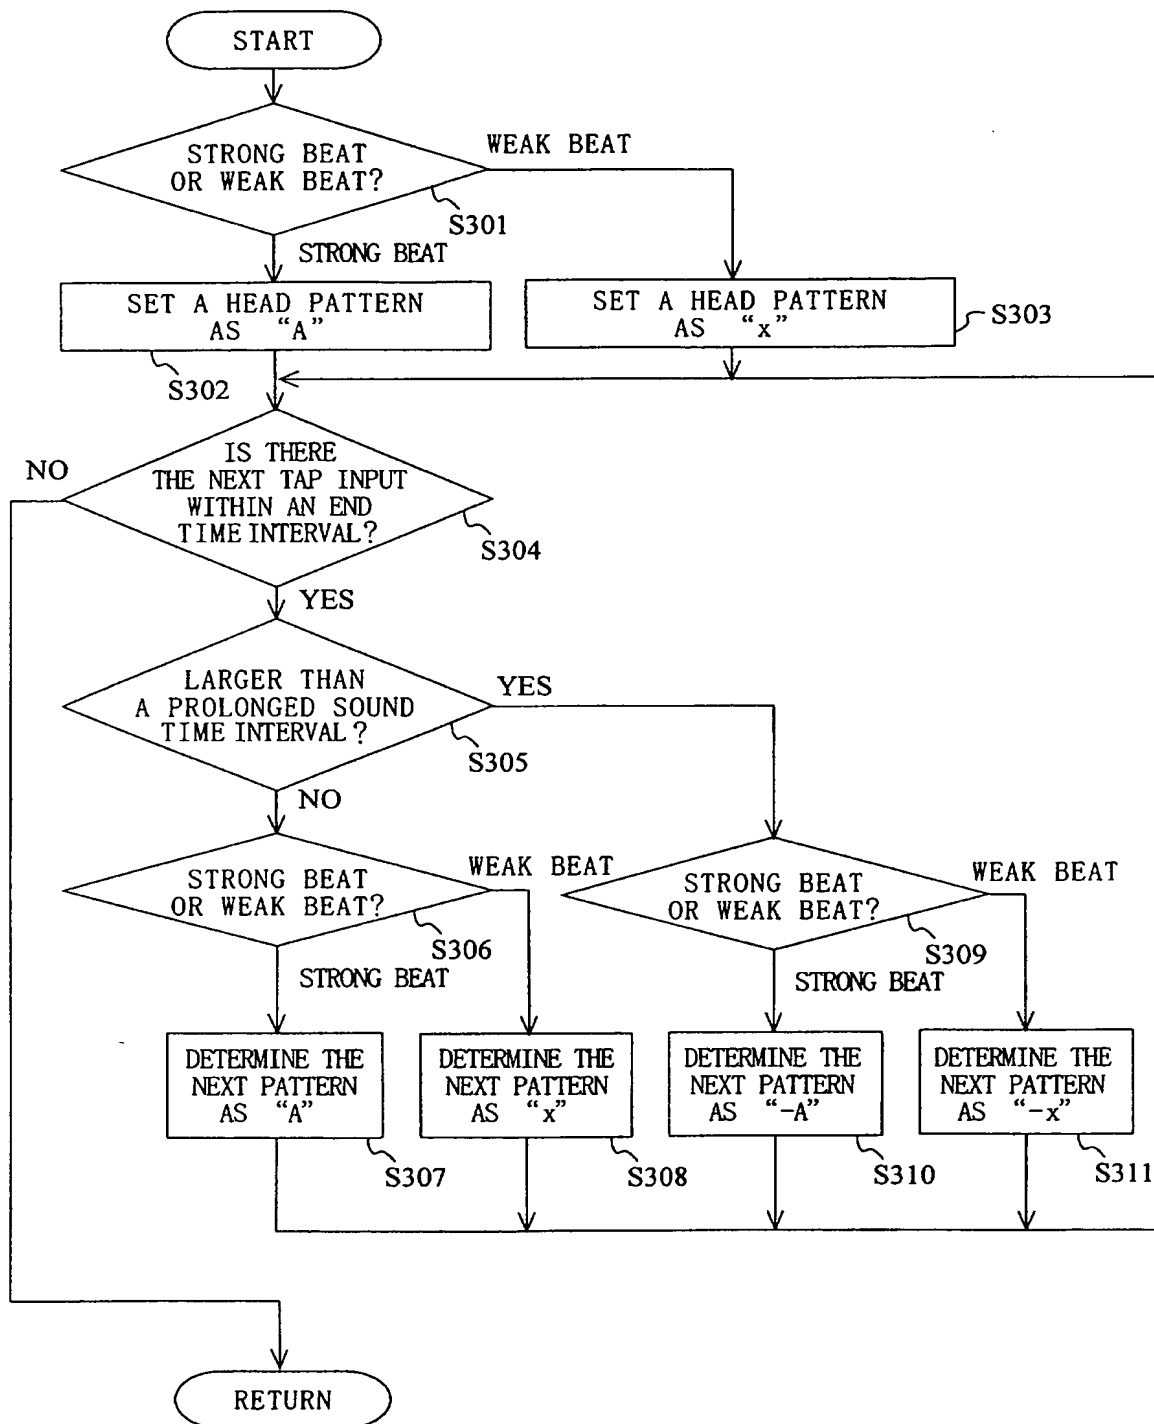 START
STRONG BEAT
OR WEAK BEAT?
WEAK BEAT
S301
STRONG BEAT
SET A HEAD PATTERN
AS “A”
S302
SET A HEAD PATTERN
AS “x”
S303
IS THERE
THE NEXT TAP INPUT
WITHIN AN END
TIME INTERVAL?
NO
S304
YES
LARGER THAN
A PROLONGED SOUND
TIME INTERVAL?
YES
S305
NO
STRONG BEAT
OR WEAK BEAT?
WEAK BEAT
S306
STRONG BEAT
STRONG BEAT
OR WEAK BEAT?
WEAK BEAT
S309
STRONG BEAT
DETERMINE THE
NEXT PATTERN
AS “A”
S307
DETERMINE THE
NEXT PATTERN
AS “x”
S308
DETERMINE THE
NEXT PATTERN
AS “-A”
S310
DETERMINE THE
NEXT PATTERN
AS “-x”
S311
RETURN